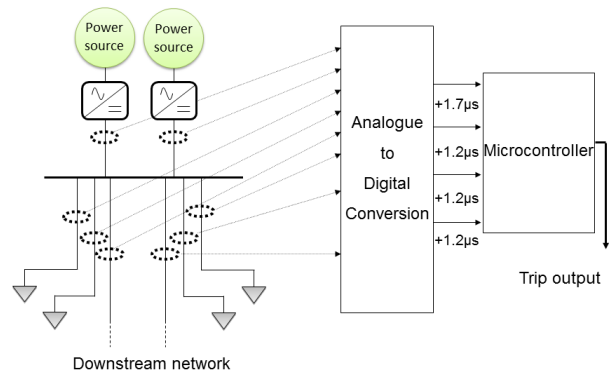 Power
source
Power
source
Analogue
to
Digital
Conversion
+1.7µs
+1.2µs
+1.2µs
+1.2µs
Microcontroller
Trip output
Downstream network